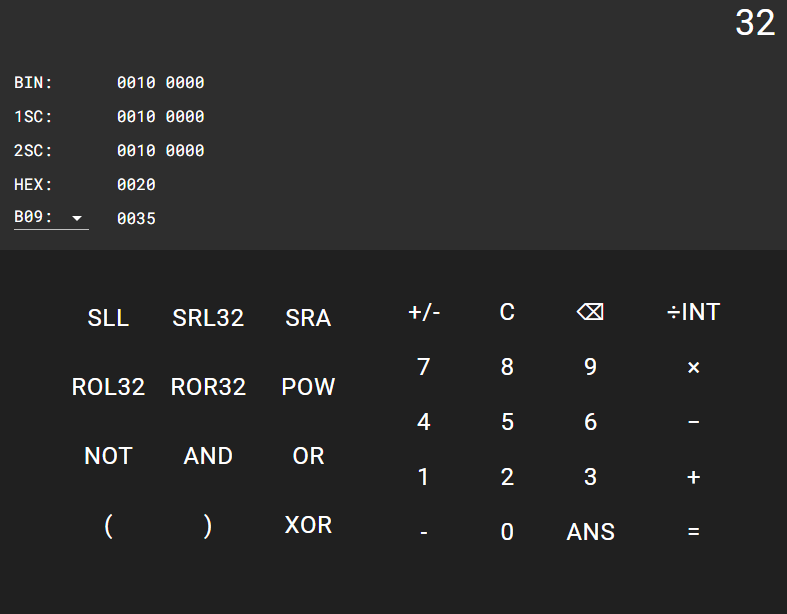 32
BIN: 0010 0000
1SC: 0010 0000
2SC: 0010 0000
HEX: 0020
B09: 0035
SLL SRL32 SRA
ROL32 ROR32 POW
NOT AND OR
( ) XOR
+/- C ⌫ ÷INT
7 8 9 ×
4 5 6 −
1 2 3 +
- 0 ANS =